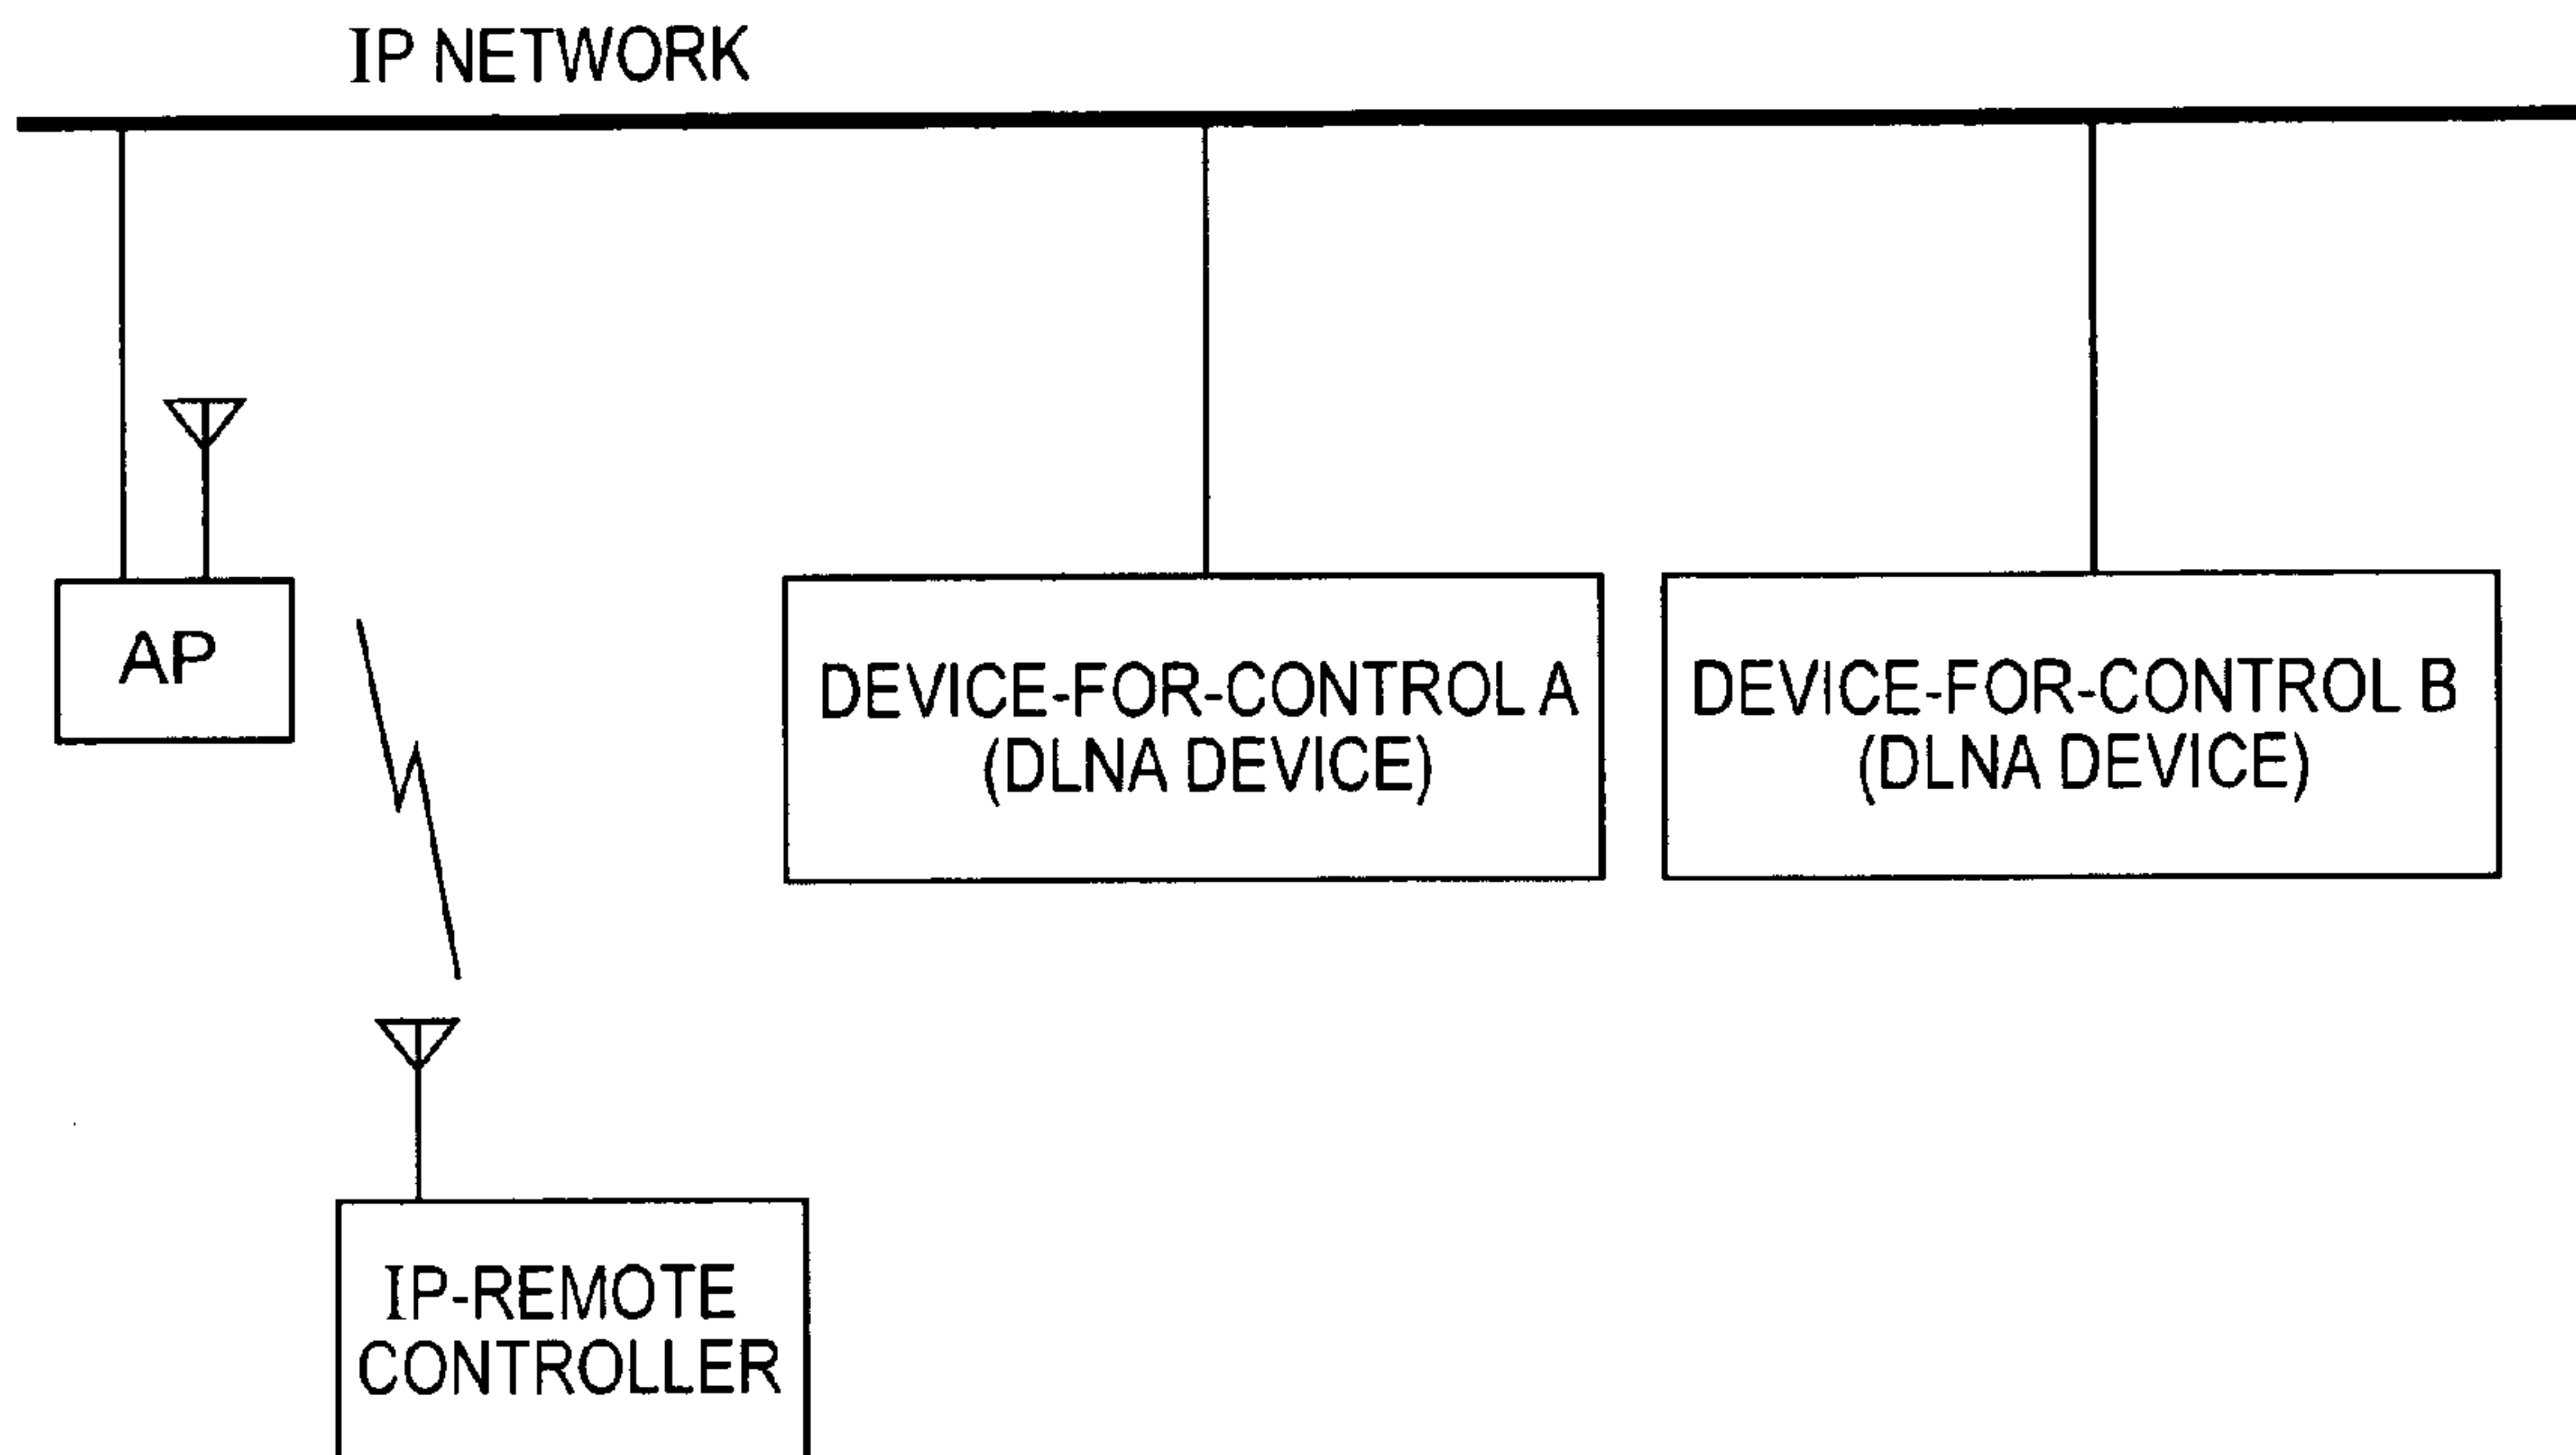 IP NETWORK
AP
DEVICE-FOR-CONTROL A
(DLNA DEVICE)
DEVICE-FOR-CONTROL B
(DLNA DEVICE)
IP-REMOTE
CONTROLLER